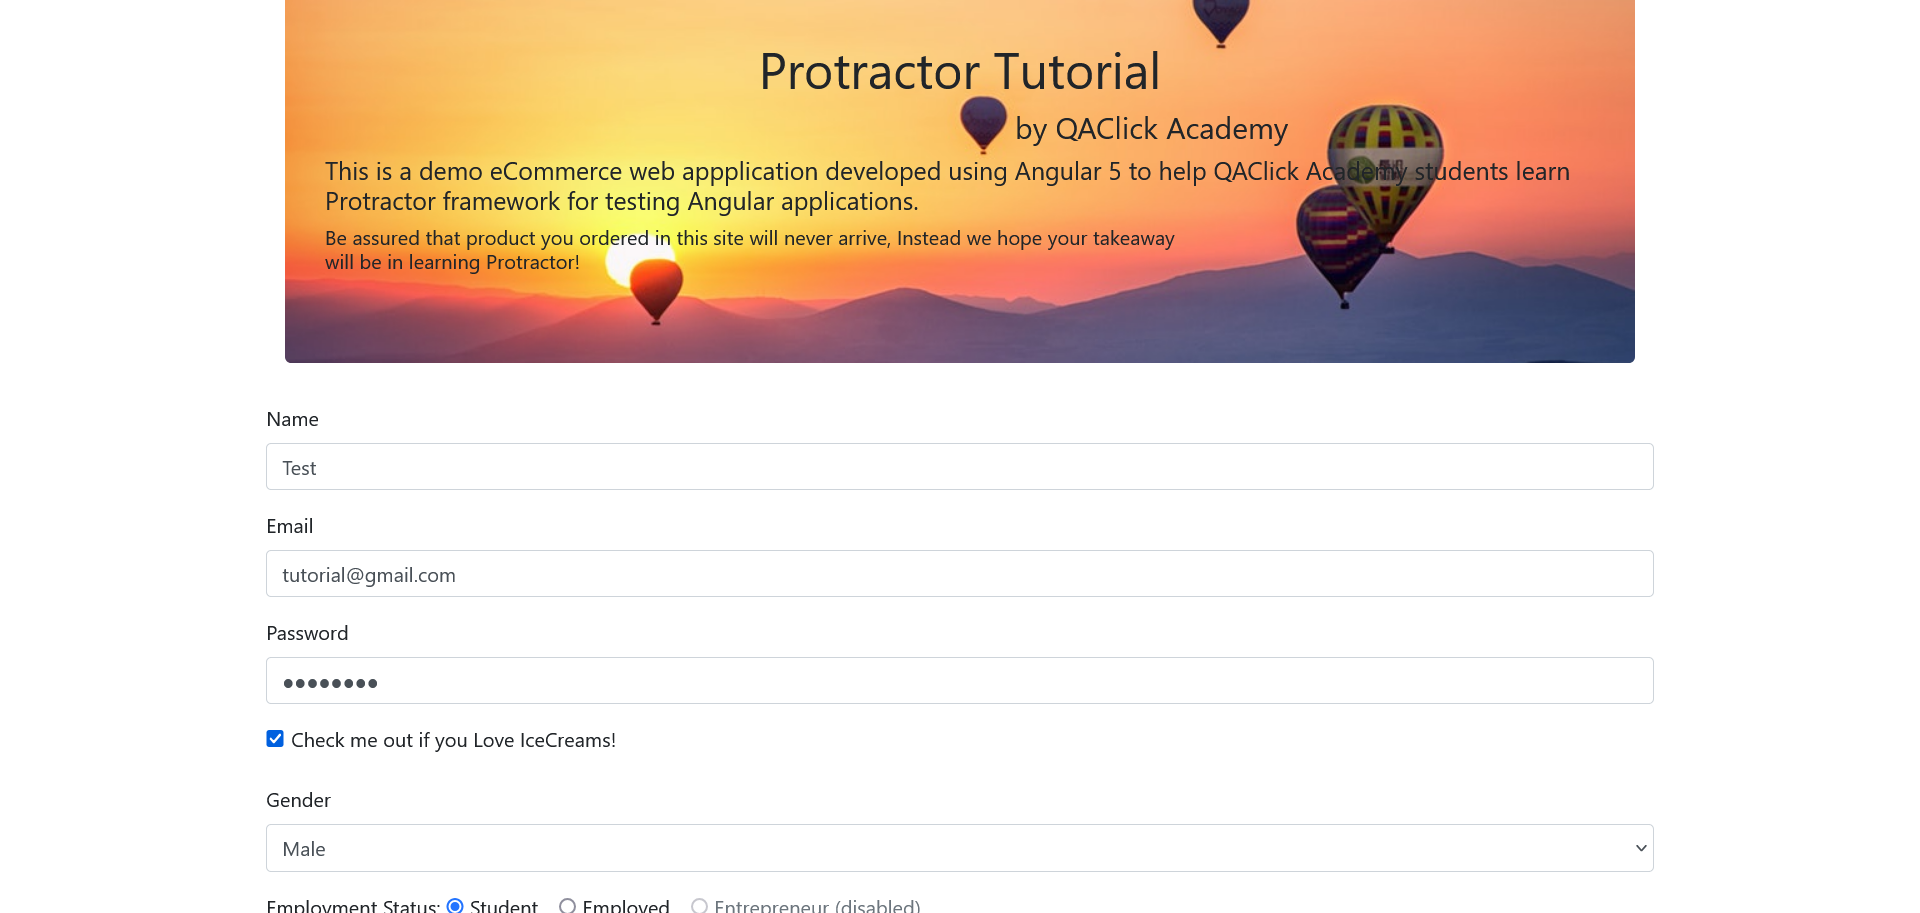 Protractor Tutorial
by QAClick Academy
This is a demo eCommerce web appplication developed using Angular 5 to help QAClick Academy students learn
Protractor framework for testing Angular applications.
Be assured that product you ordered in this site will never arrive, Instead we hope your takeaway
will be in learning Protractor!
Name
Test
Email
tutorial@gmail.com
Password
••••••••
Check me out if you Love IceCreams!
Gender
Male
Employment Status: Student Employed Entrepreneur (disabled)